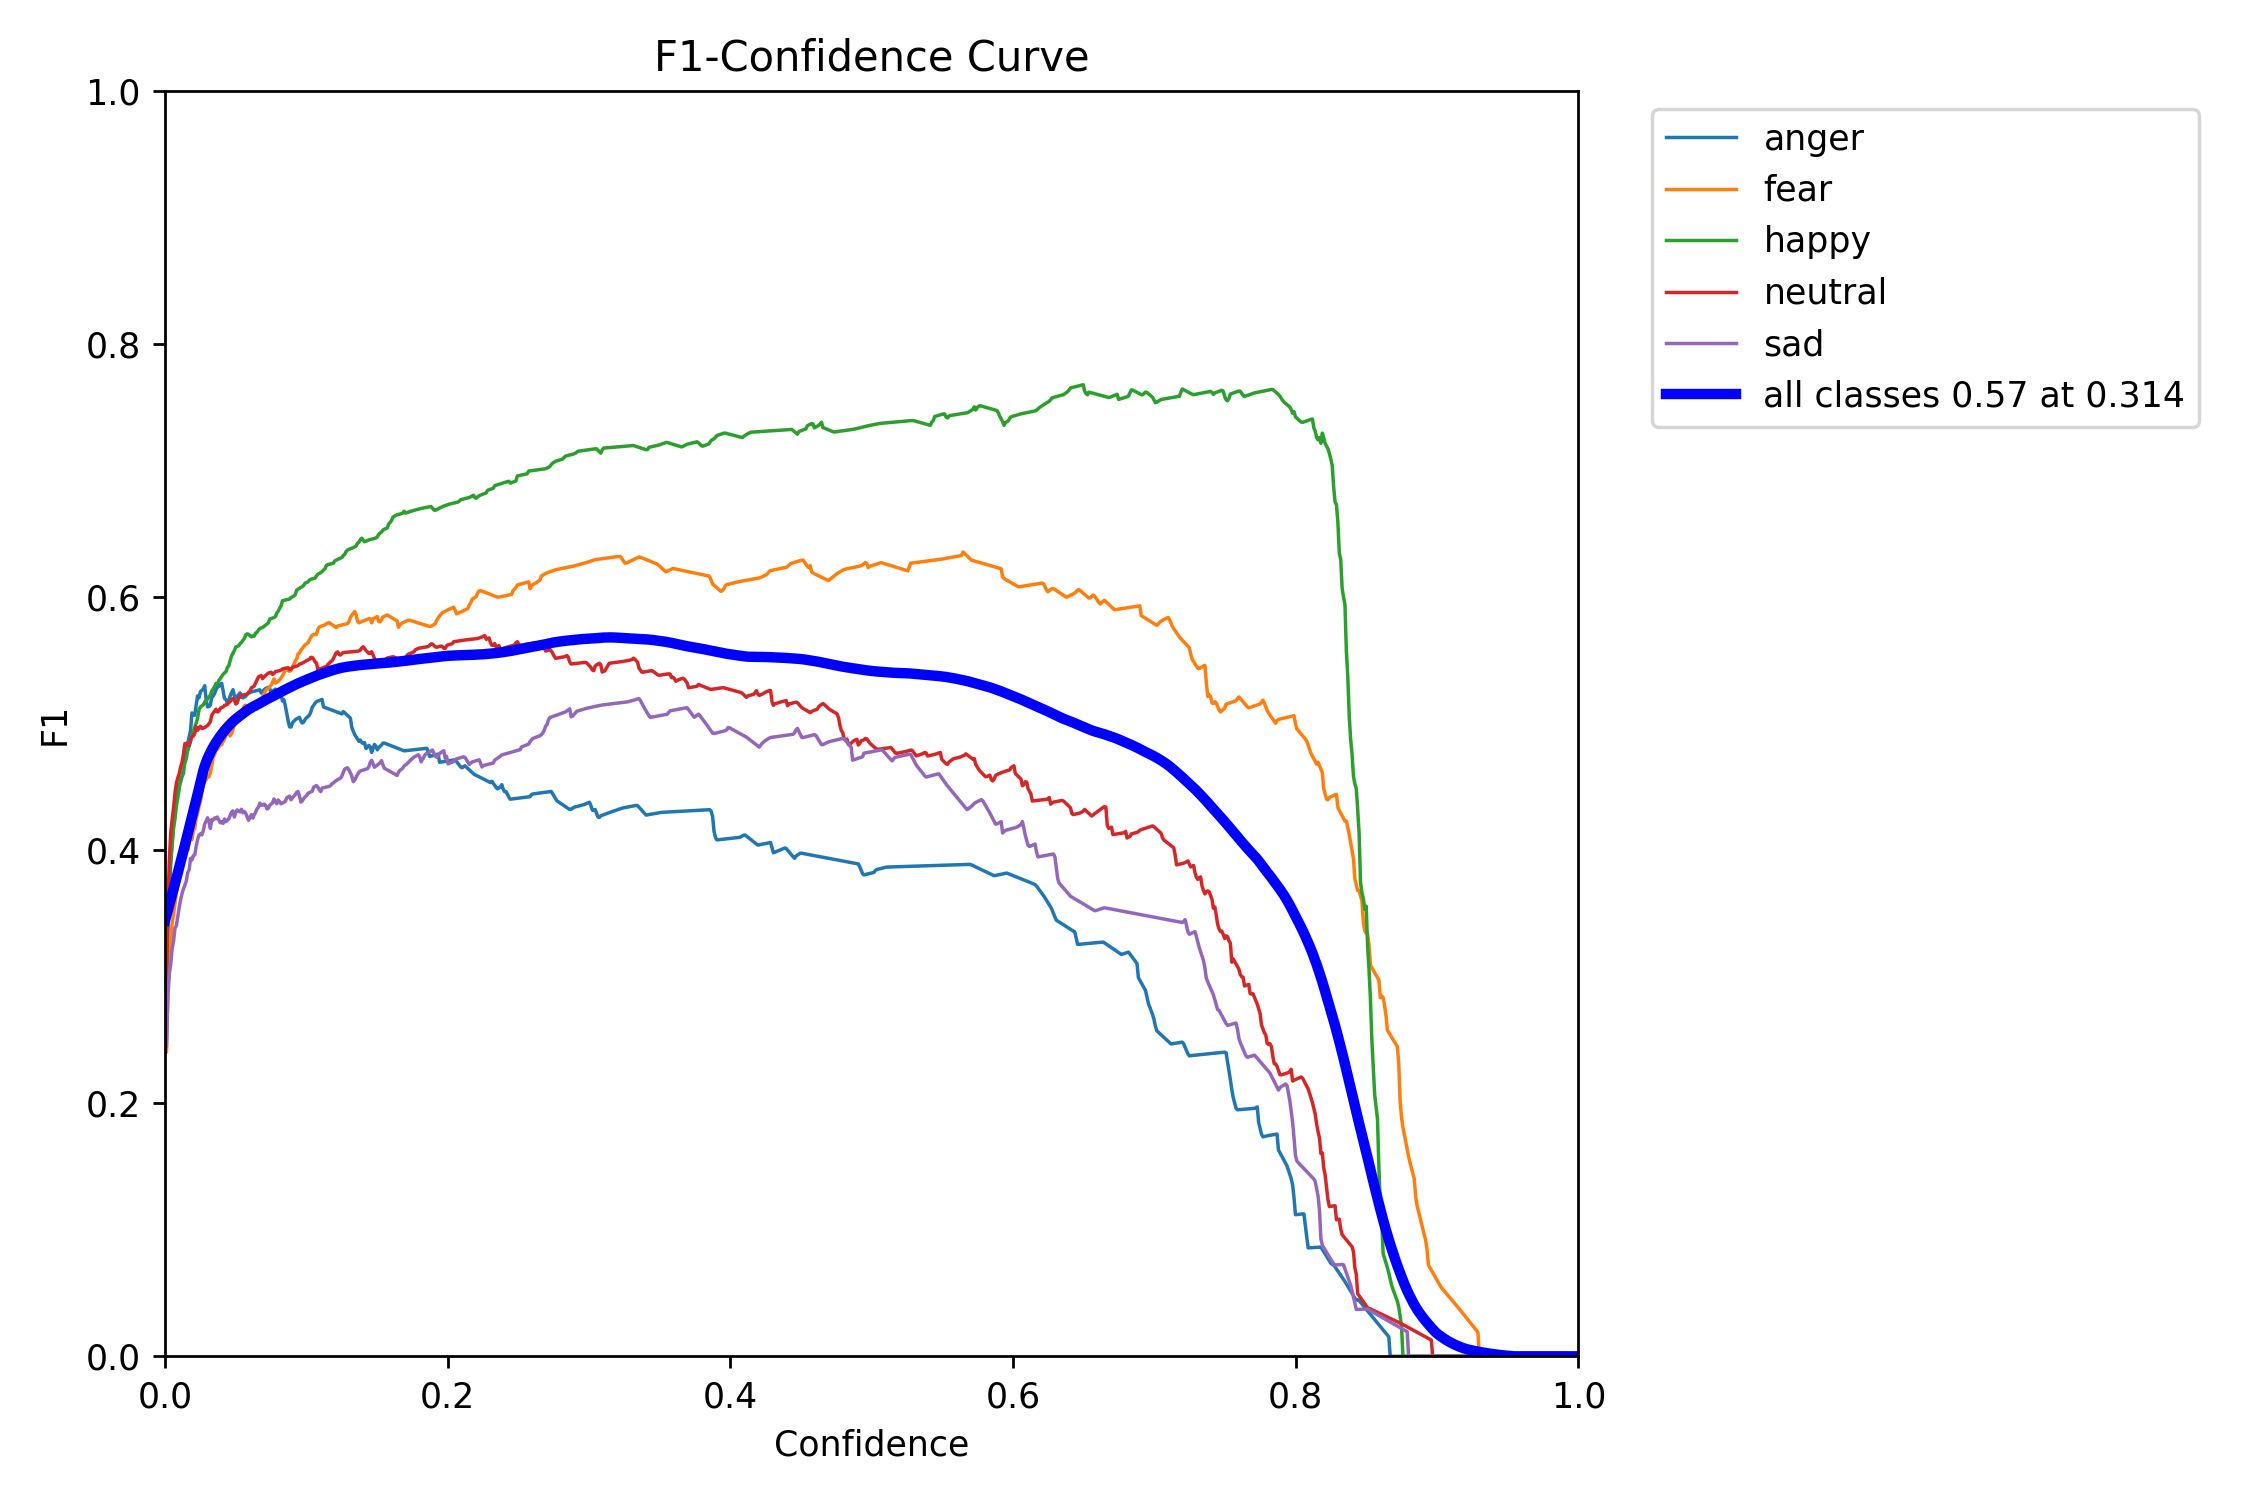 F1-Confidence Curve
1.0
0.8
0.6
0.4
0.2
0.0
F1
0.0 0.2 0.4 0.6 0.8 1.0
Confidence
anger
fear
happy
neutral
sad
all classes 0.57 at 0.314